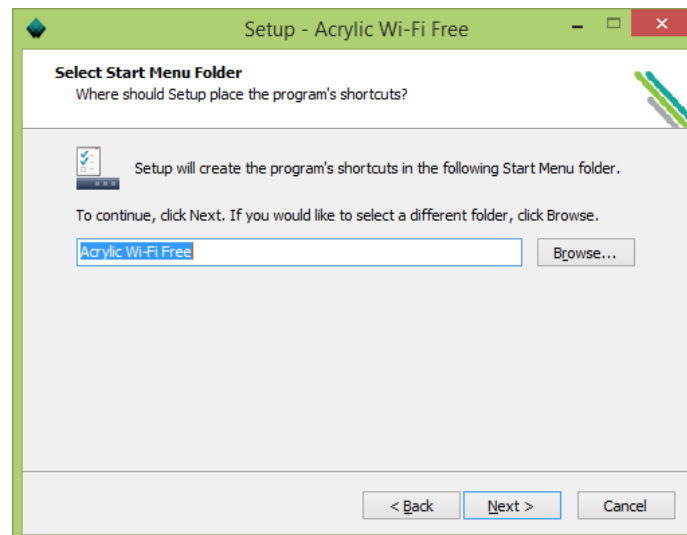 Setup - Acrylic Wi-Fi Free
Select Start Menu Folder
Where should Setup place the program's shortcuts?
Setup will create the program's shortcuts in the following Start Menu folder.
To continue, click Next. If you would like to select a different folder, click Browse.
Acrylic Wi-Fi Free
Browse...
< Back
Next >
Cancel